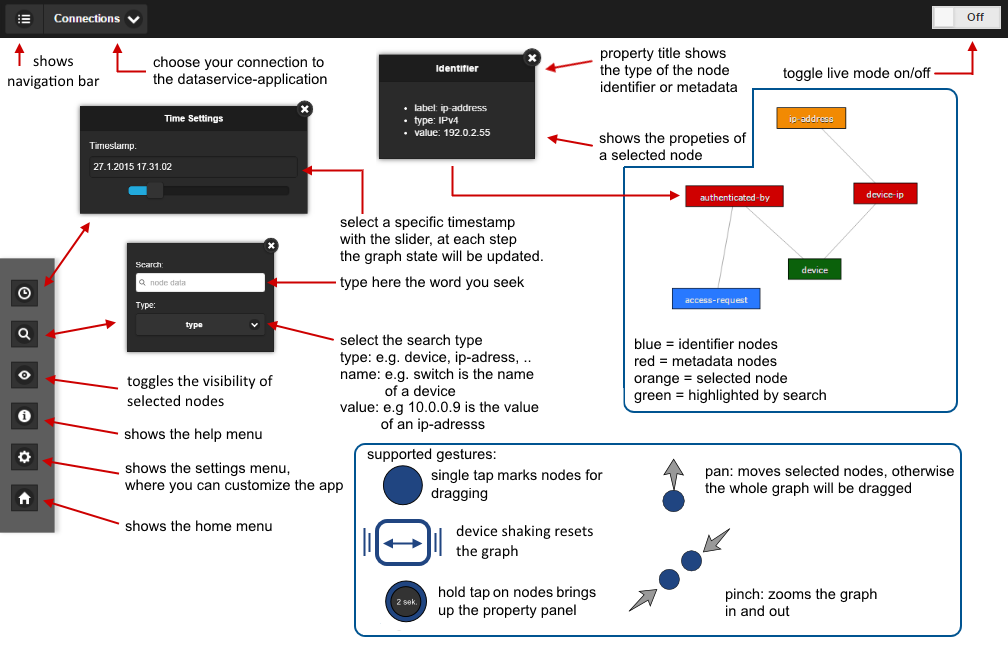 Connections
Off
shows
navigation bar
choose your connection to
the dataservice-application
Identifier
label: ip-address
type: IPv4
value: 192.0.2.55
property title shows
the type of the node
identifier or metadata
toggle live mode on/off
shows the propeties of
a selected node
Time Settings
Timestamp.
27.1.2015 17.31.02
select a specific timestamp
with the slider, at each step
the graph state will be updated.
ip-address
authenticated-by
device-ip
device
access-request
blue = identifier nodes
red = metadata nodes
orange = selected node
green = highlighted by search
Search:
node data
Type:
type
type here the word you seek
select the search type
type: e.g. device, ip-adress, ..
name: e.g. switch is the name
of a device
value: e.g 10.0.0.9 is the value
of an ip-adresss
toggles the visibility of
selected nodes
shows the help menu
shows the settings menu,
where you can customize the app
shows the home menu
supported gestures:
single tap marks nodes for
dragging
device shaking resets
the graph
2 sek.
hold tap on nodes brings
up the property panel
pan: moves selected nodes, otherwise
the whole graph will be dragged
pinch: zooms the graph
in and out